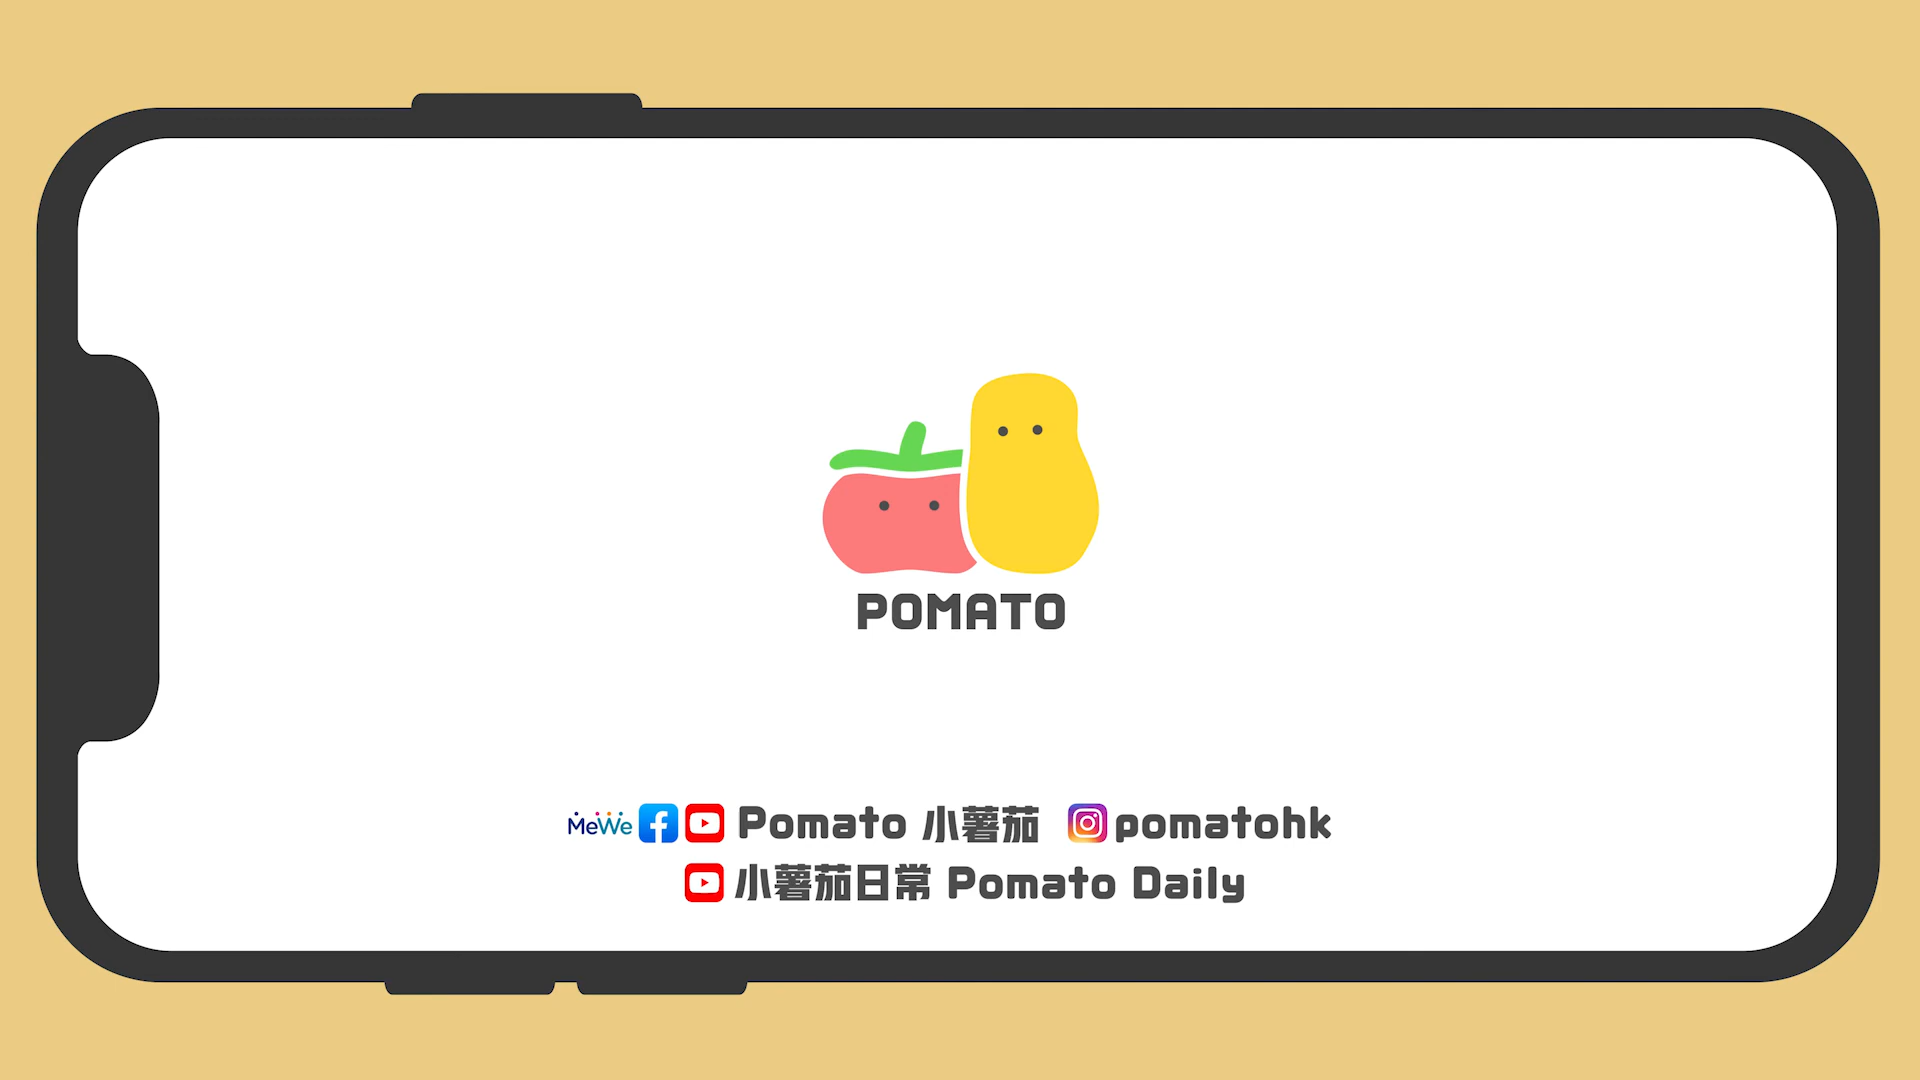 POMATO
MeWe Pomato 小薯茄 pomatohk
小薯茄日常 Pomato Daily